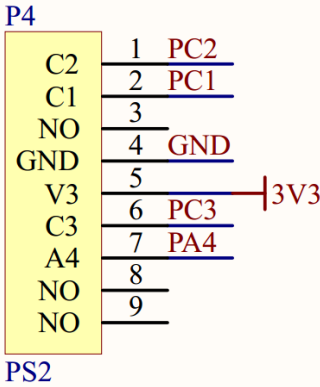 P4
C2 1 PC2
C1 2 PC1
NO 3
GND 4 GND
V3 5 3V3
C3 6 PC3
A4 7 PA4
NO 8
NO 9
PS2